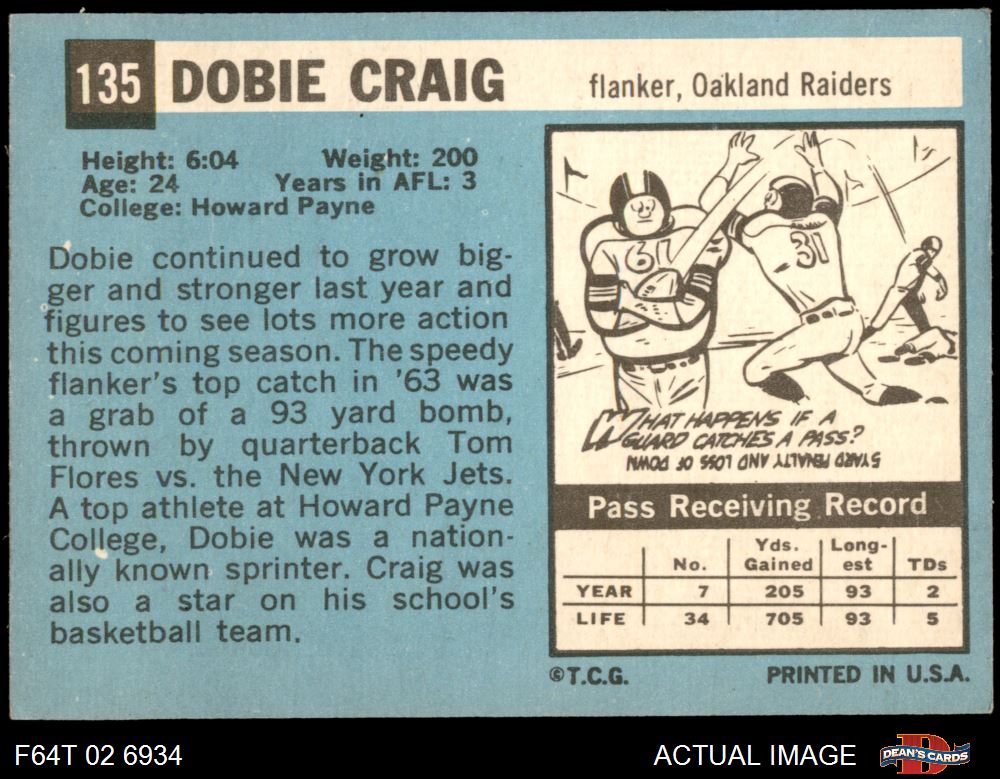 135 DOBIE CRAIG flanker, Oakland Raiders
Height: 6:04 Weight: 200
Age: 24 Years in AFL: 3
College: Howard Payne
Dobie continued to grow big-
ger and stronger last year and
figures to see lots more action
this coming season. The speedy
flanker's top catch in '63 was
a grab of a 93 yard bomb,
thrown by quarterback Tom
Flores vs. the New York Jets.
A top athlete at Howard Payne
College, Dobie was a nation-
ally known sprinter. Craig was
also a star on his school's
basketball team.
61
31
WHAT HAPPENS IF A
GUARD CATCHES A PASS?
5 YARD PENALTY AND LOSS OF DOWN
Pass Receiving Record
No. Yds. Gained Long-est TDs
YEAR 7 205 93 2
LIFE 34 705 93 5
©T.C.G. PRINTED IN U.S.A.
F64T 02 6934 ACTUAL IMAGE DEAN'S CARDS